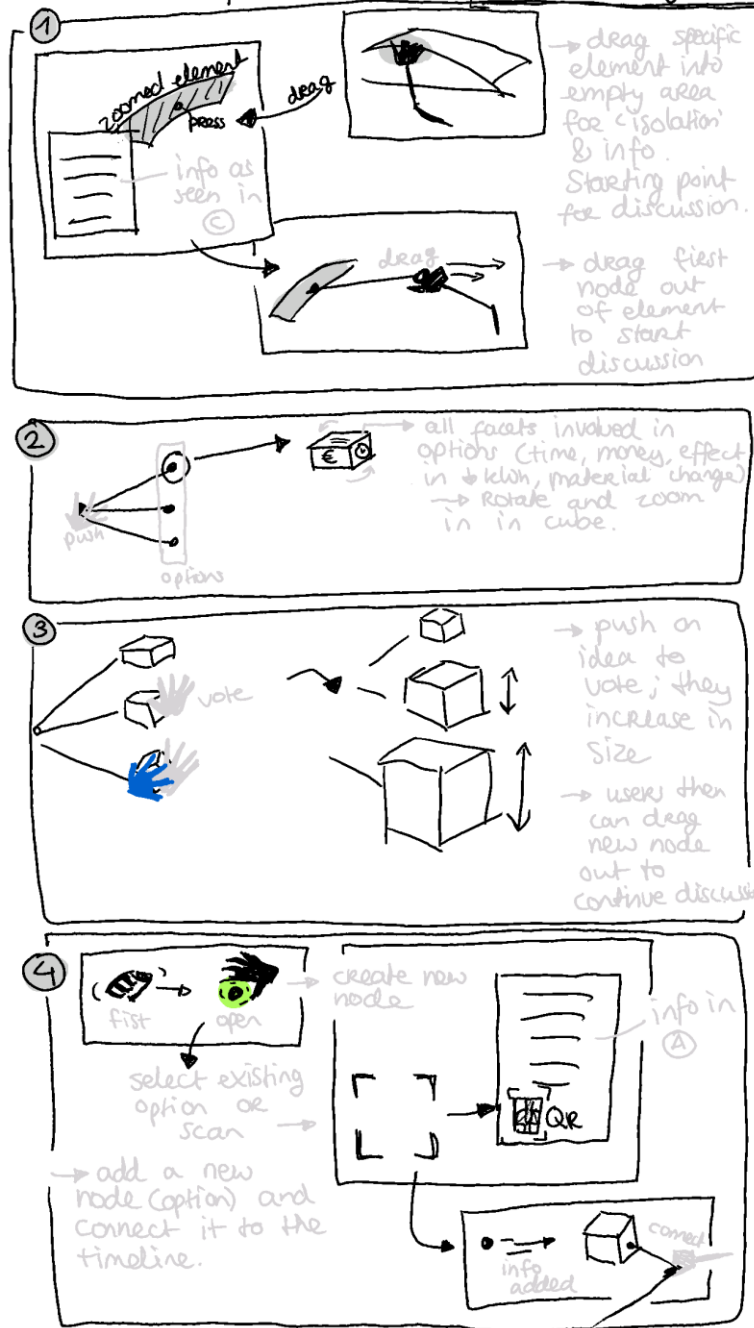 1
zoomed element
PRESS
info as
seen in
C
drag
→ drag specific
element into
empty area
for 'isolation'
& info.
Starting point
for discussion.
drag
→ drag first
node out
of element
to start
discussion
2
push
options
€
→ all facets involved in
options (time, money, effect
in ↓ kWh, material change)
→ Rotate and zoom
in in cube.
3
vote
→ push on
idea to
vote; they
increase in
size
→ users then
can drag
new node
out to
continue discussi
4
fist
open
→ create new
node
select existing
option or
scan →
→ add a new
node (option) and
connect it to the
timeline.
info in
A
QR
info
added
connect